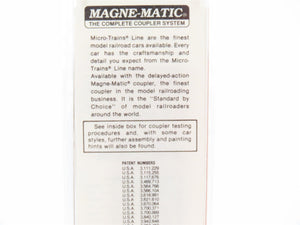 MAGNE-MATIC®
THE COMPLETE COUPLER SYSTEM
Micro-Trains® Line are the finest
model railroad cars available. Every
car has the craftsmanship and
detail you expect from the Micro-
Trains® Line name.
Available with the delayed-action
Magne-Matic® coupler, the finest
coupler in the model railroading
business. It is the "Standard by
Choice" of model railroaders
around the world.
See inside box for coupler testing
procedures and, with some car
styles, further assembly and painting
hints will also be found.
PATENT NUMBERS
U.S.A. 3,111,229
U.S.A.
U.S.A.
U.S.A.
U.S.A.
U.S.A.
U.S.A.
U.S.A.
U.S.A.
U.S.A.
U.S.A.
U.S.A.